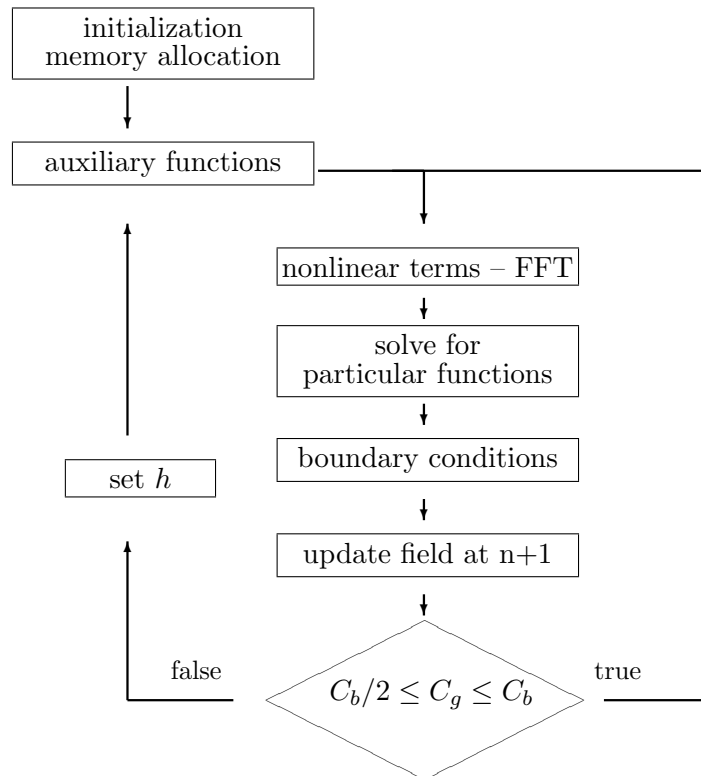 initialization
memory allocation
auxiliary functions
nonlinear terms – FFT
solve for
particular functions
boundary conditions
set h
update field at n+1
false
C_b/2 ≤ C_g ≤ C_b
true